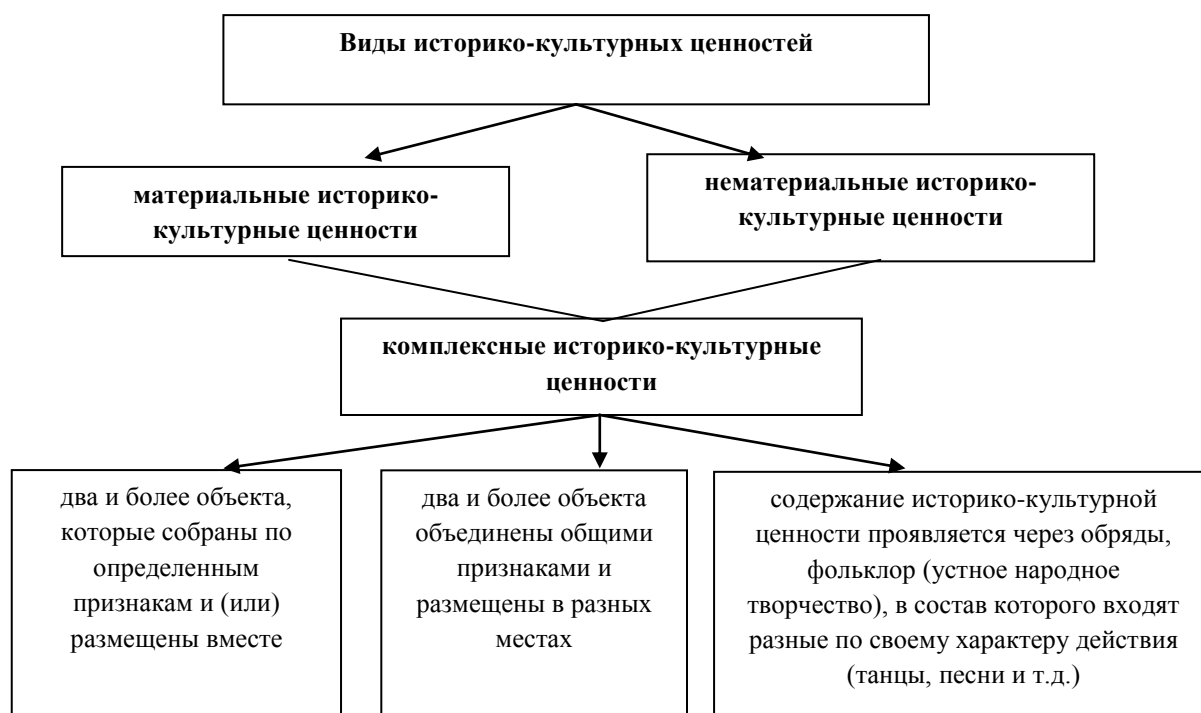 Виды историко-культурных ценностей
материальные историко-
культурные ценности
нематериальные историко-
культурные ценности
комплексные историко-культурные
ценности
два и более объекта,
которые собраны по
определенным
признакам и (или)
размещены вместе
два и более объекта
объединены общими
признаками и
размещены в разных
местах
содержание историко-культурной
ценности проявляется через обряды,
фольклор (устное народное
творчество), в состав которого входят
разные по своему характеру действия
(танцы, песни и т.д.)